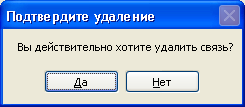 Подтвердите удаление
Вы действительно хотите удалить связь?
Да
Нет